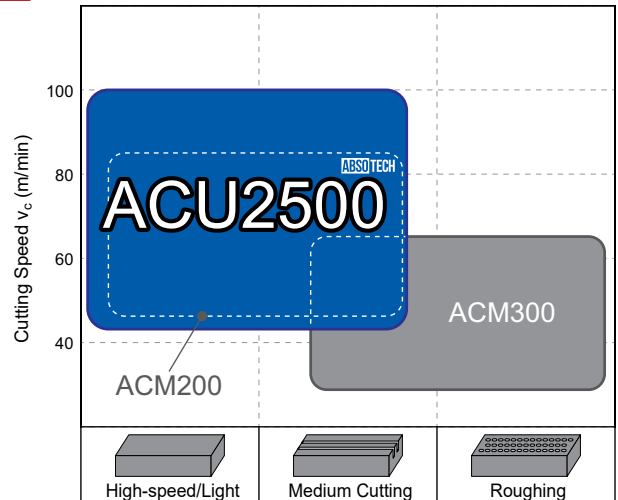 Cutting Speed vc (m/min)
100
80
60
40
ABSOTECH
ACU2500
ACM300
ACM200
High-speed/Light
Medium Cutting
Roughing